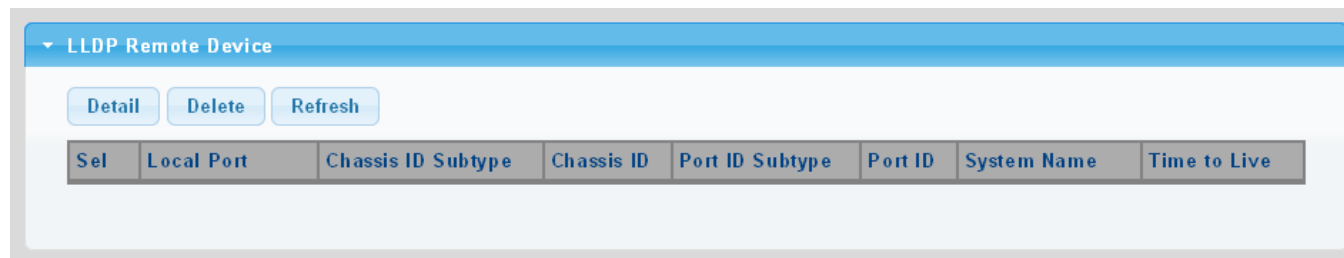 LLDP Remote Device
Detail Delete Refresh
Sel Local Port Chassis ID Subtype Chassis ID Port ID Subtype Port ID System Name Time to Live